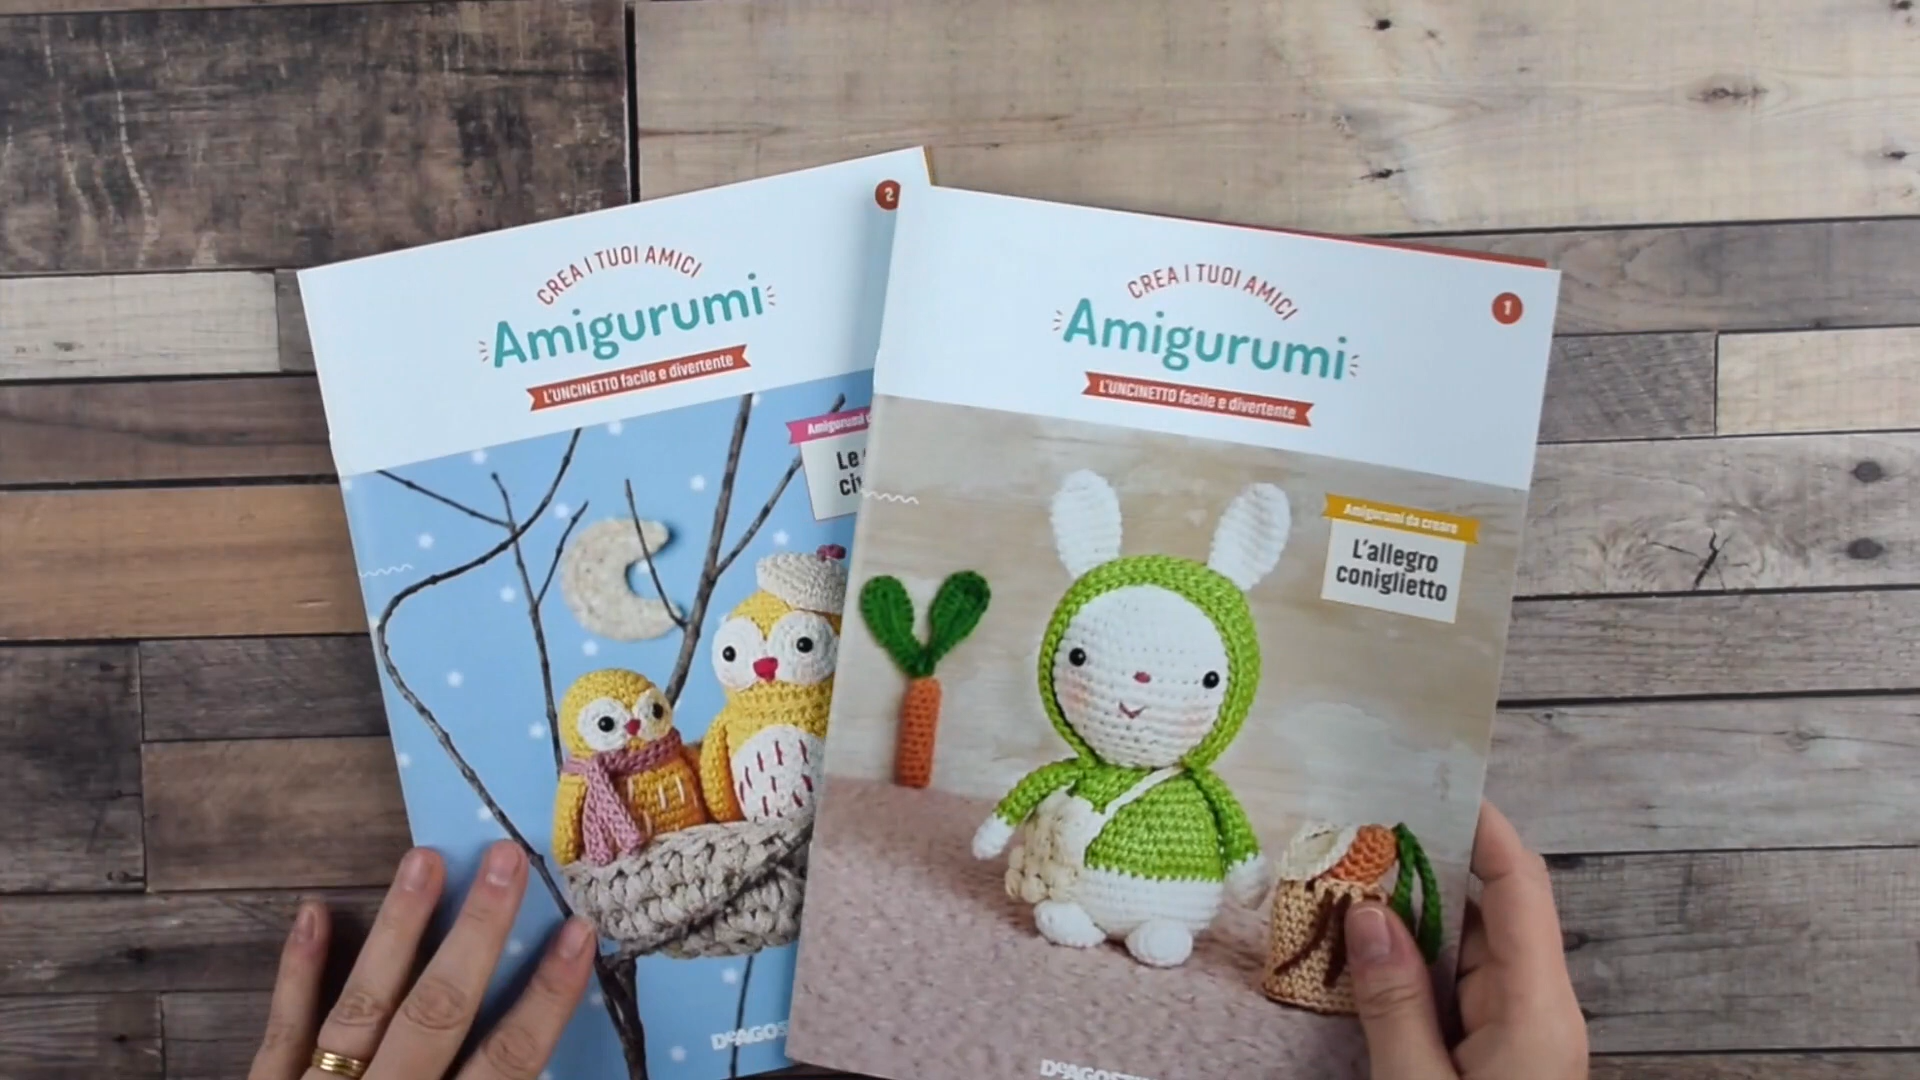 2
CREA I TUOI AMICI
Amigurumi
L'UNCINETTO facile e divertente
Amigurumi
Le
1
CREA I TUOI AMICI
Amigurumi
L'UNCINETTO facile e divertente
Amigurumi da creare
L'allegro
coniglietto